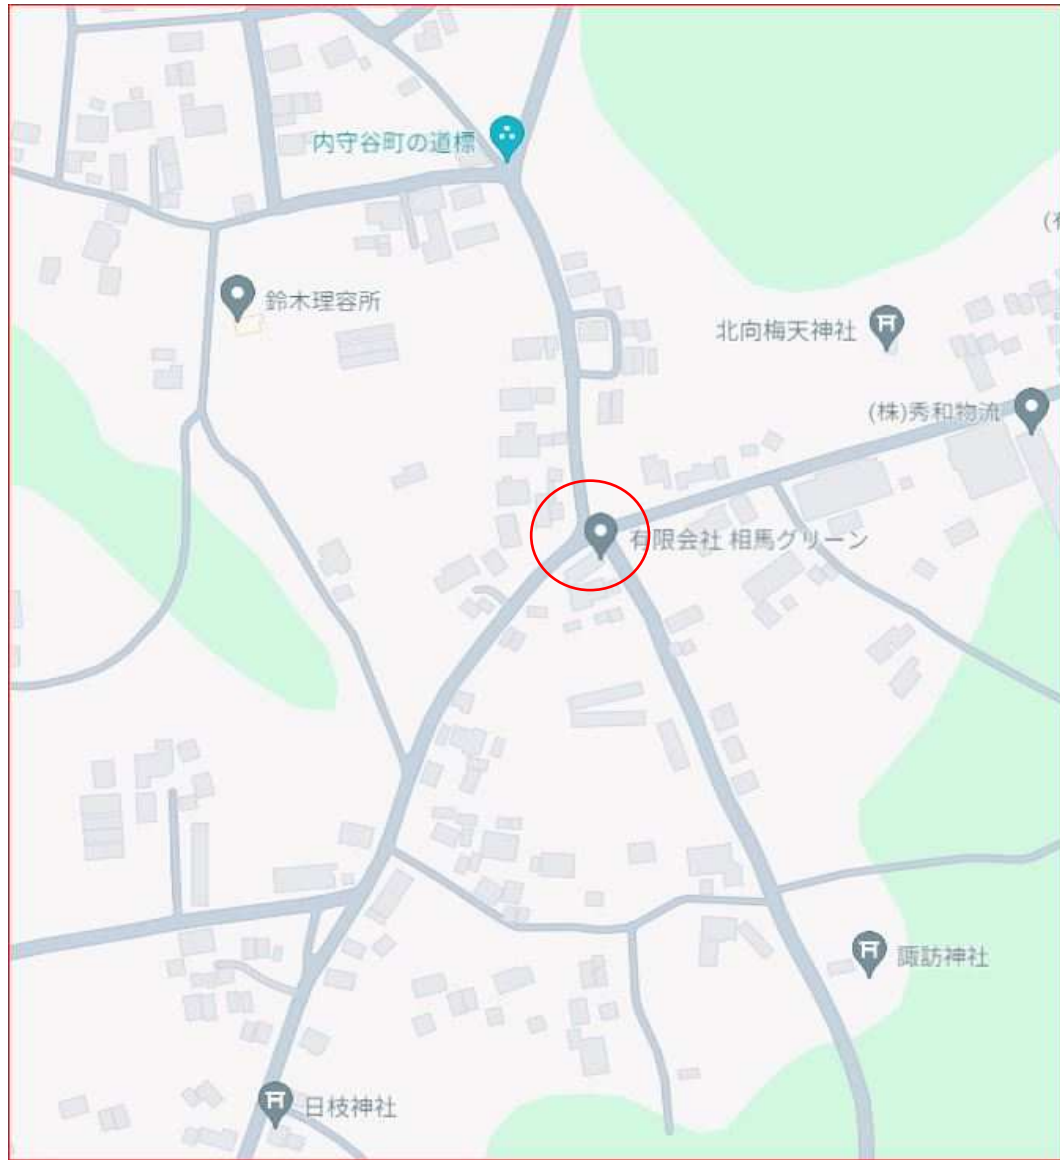 内守谷町の道標
(有
鈴木理容所
北向梅天神社
(株)秀和物流
有限会社 相馬グリーン
諏訪神社
日枝神社